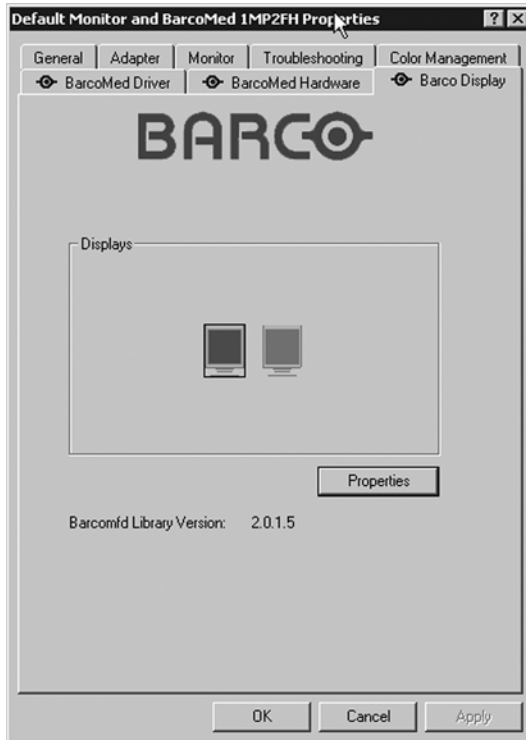 Default Monitor and BarcoMed 1MP2FH Properties
General Adapter Monitor Troubleshooting Color Management
BarcoMed Driver BarcoMed Hardware Barco Display
BARCO
Displays
Properties
Barcomfd Library Version: 2.0.1.5
OK Cancel Apply